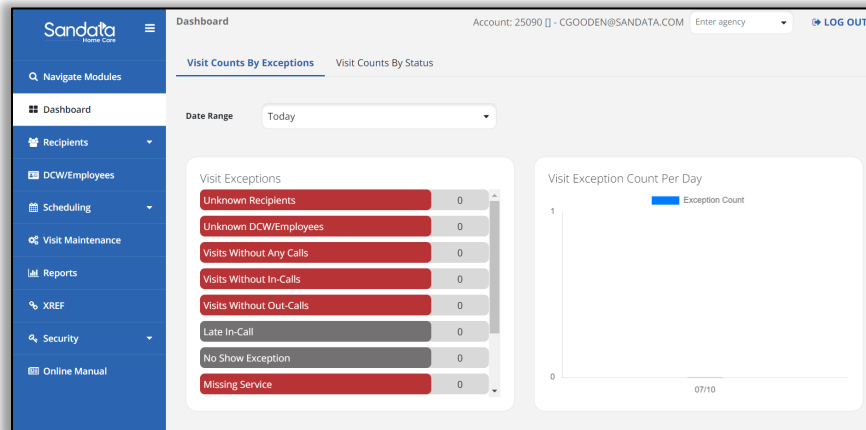 Sandata
Home Care
Navigate Modules
Dashboard
Recipients
DCW/Employees
Scheduling
Visit Maintenance
Reports
XREF
Security
Online Manual
Dashboard
Account: 25090 [] - CGOODEN@SANDATA.COM
Enter agency
LOG OUT
Visit Counts By Exceptions
Visit Counts By Status
Date Range
Today
Visit Exceptions
Unknown Recipients 0
Unknown DCW/Employees 0
Visits Without Any Calls 0
Visits Without In-Calls 0
Visits Without Out-Calls 0
Late In-Call 0
No Show Exception 0
Missing Service 0
Visit Exception Count Per Day
Exception Count
1
0
07/10